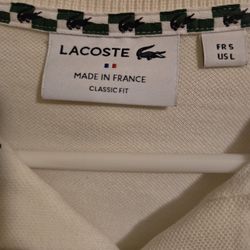 LACOSTE
MADE IN FRANCE
CLASSIC FIT
FR 5
US L